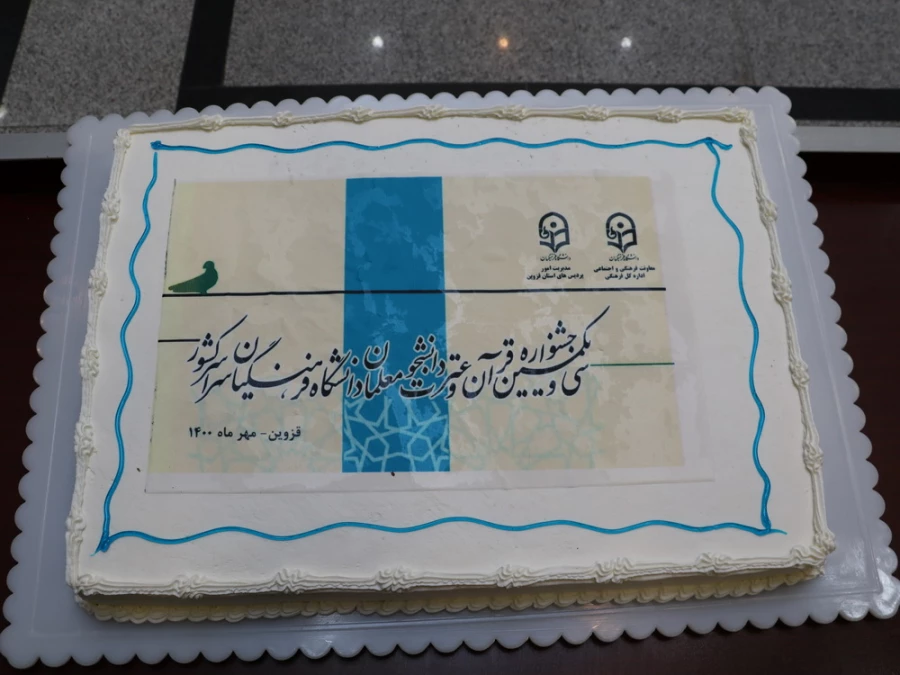 دانشگاه فرهنگیان
معاونت فرهنگی و اجتماعی
اداره کل فرهنگی
دانشگاه فرهنگیان
مدیریت امور
پردیس های استان قزوین
سی و یکمین جشنواره قرآن و عترت دانشجو معلمان دانشگاه فرهنگیان سراسر کشور
قزوین - مهر ماه ۱۴۰۰